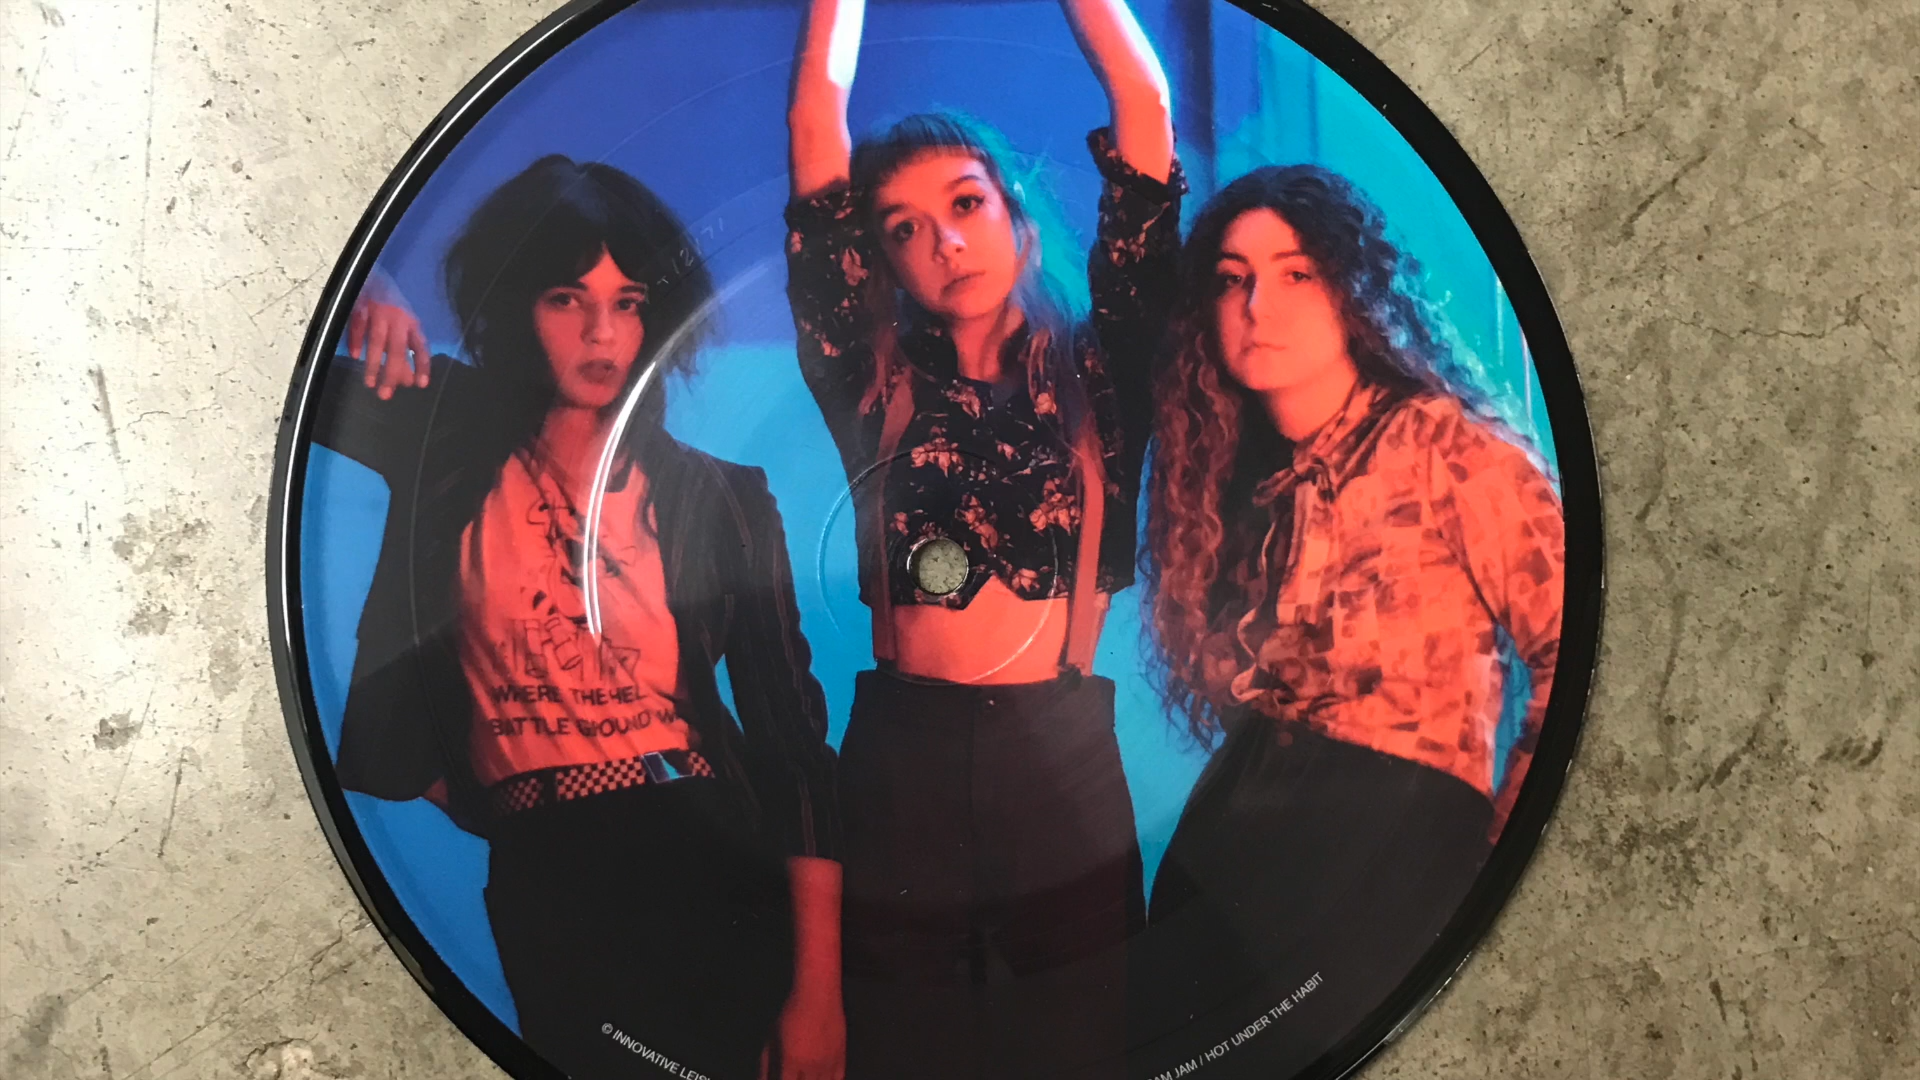 WHERE THE HEL
BATTLE GROUND W
© INNOVATIVE LEIS
AM JAM / HOT UNDER THE HABIT